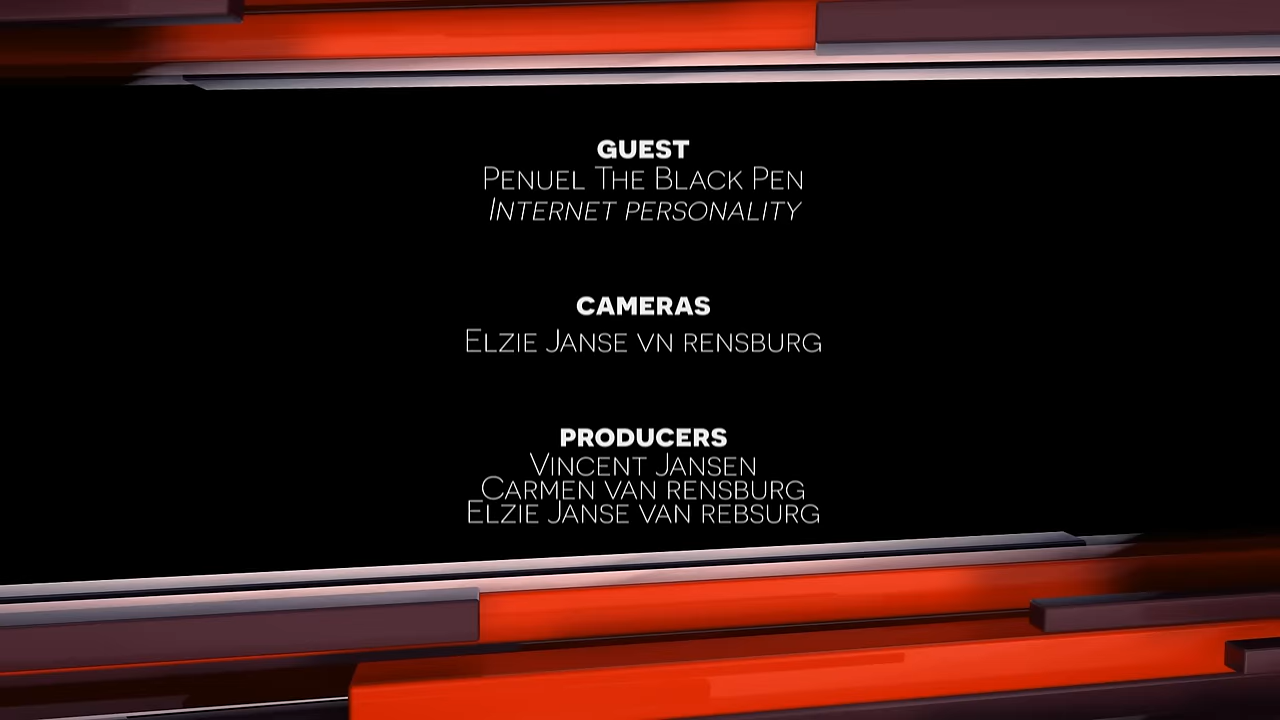 GUEST
Penuel The Black Pen
Internet personality
CAMERAS
Elzie Janse vn rensburg
PRODUCERS
Vincent Jansen
Carmen van rensburg
Elzie Janse van rebsurg